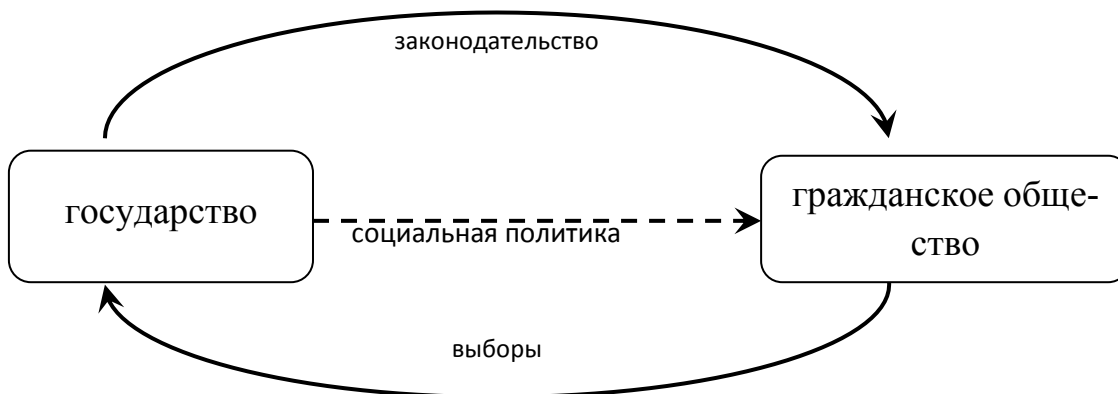 законодательство
государство
гражданское обще-
ство
социальная политика
выборы